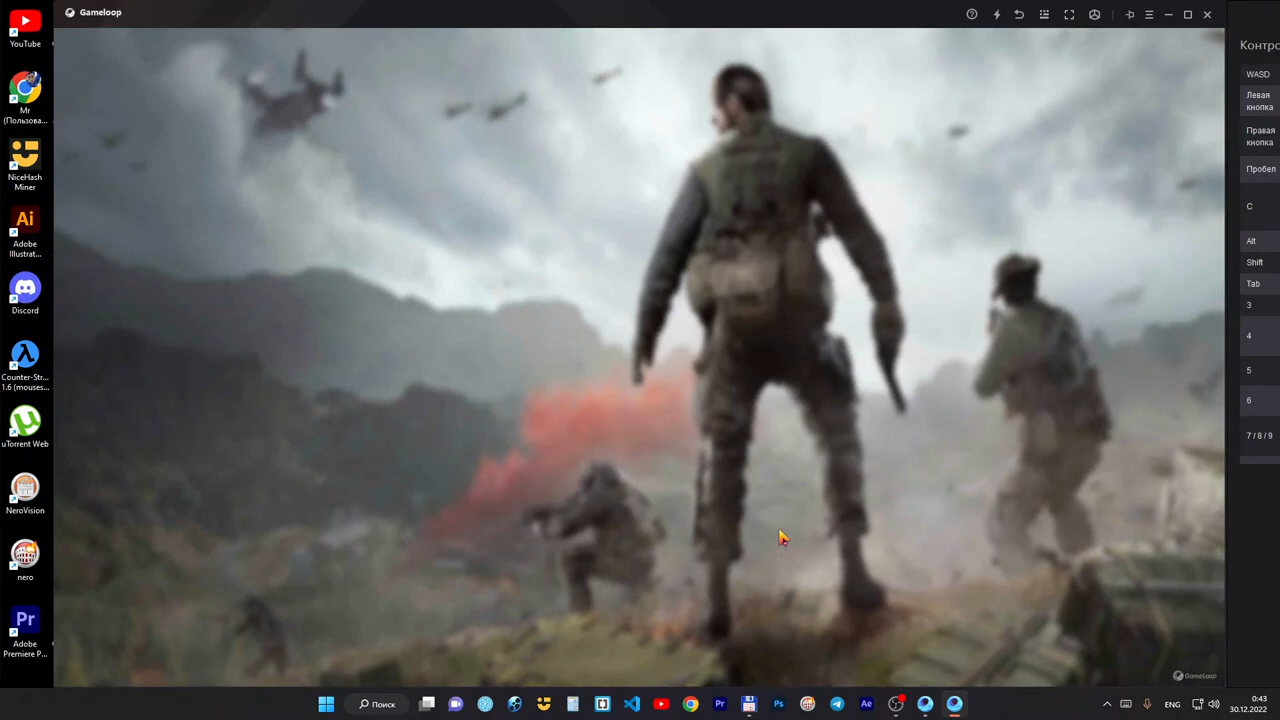 Gameloop
YouTube
Mr
(Пользова...
NiceHash
Miner
Adobe
Illustrat...
Discord
Counter-Str...
1.6 (mouses...
uTorrent Web
NeroVision
nero
Adobe
Premiere P...
Контро
WASD
Левая
кнопка
Правая
кнопка
Пробел
C
Alt
Shift
Tab
3
4
5
6
7 / 8 / 9
GameLoop
Поиск
ENG
0:43
30.12.2022